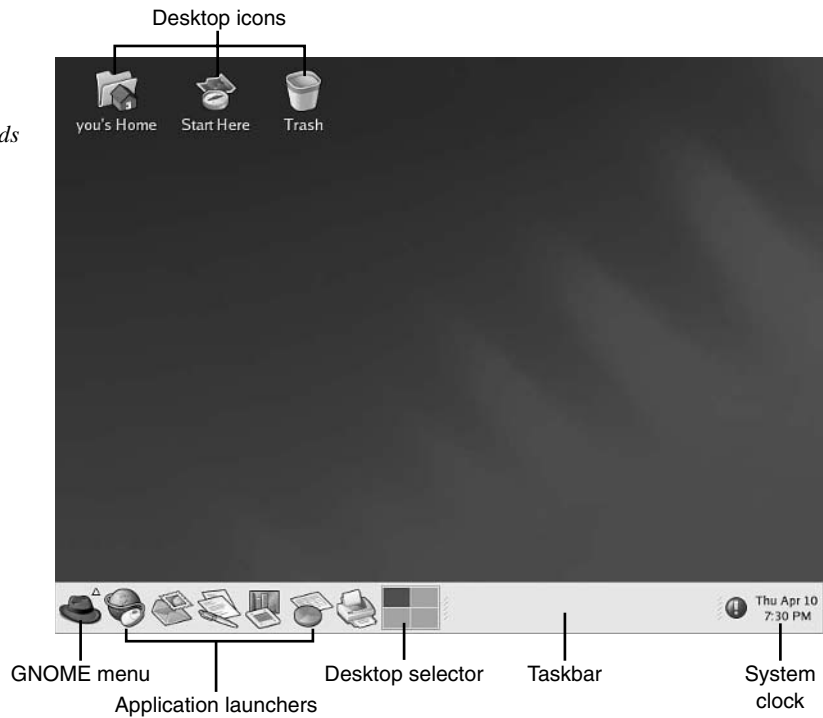 Desktop icons
you's Home
Start Here
Trash
Thu Apr 10
7:30 PM
GNOME menu
Application launchers
Desktop selector
Taskbar
System
clock